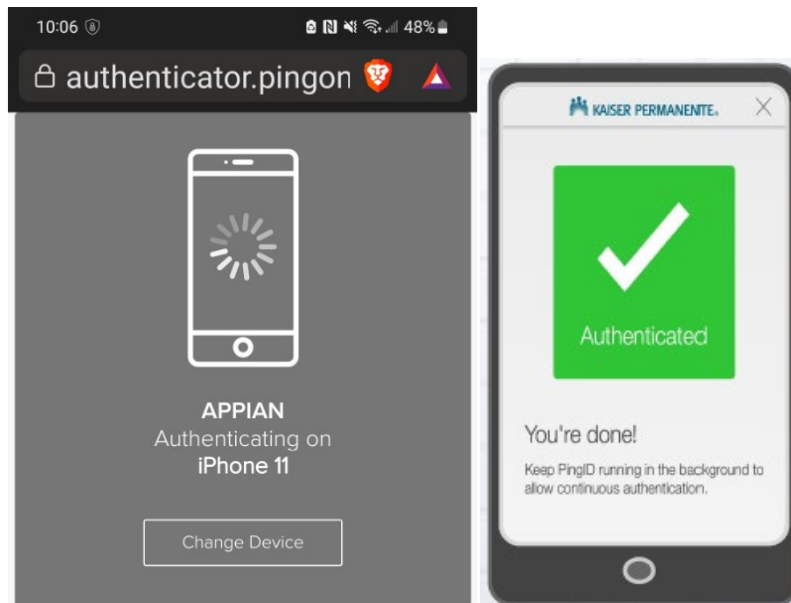 10:06
48%
authenticator.pingon
APPIAN
Authenticating on
iPhone 11
Change Device
KAISER PERMANENTE®
Authenticated
You're done!
Keep PingID running in the background to
allow continuous authentication.